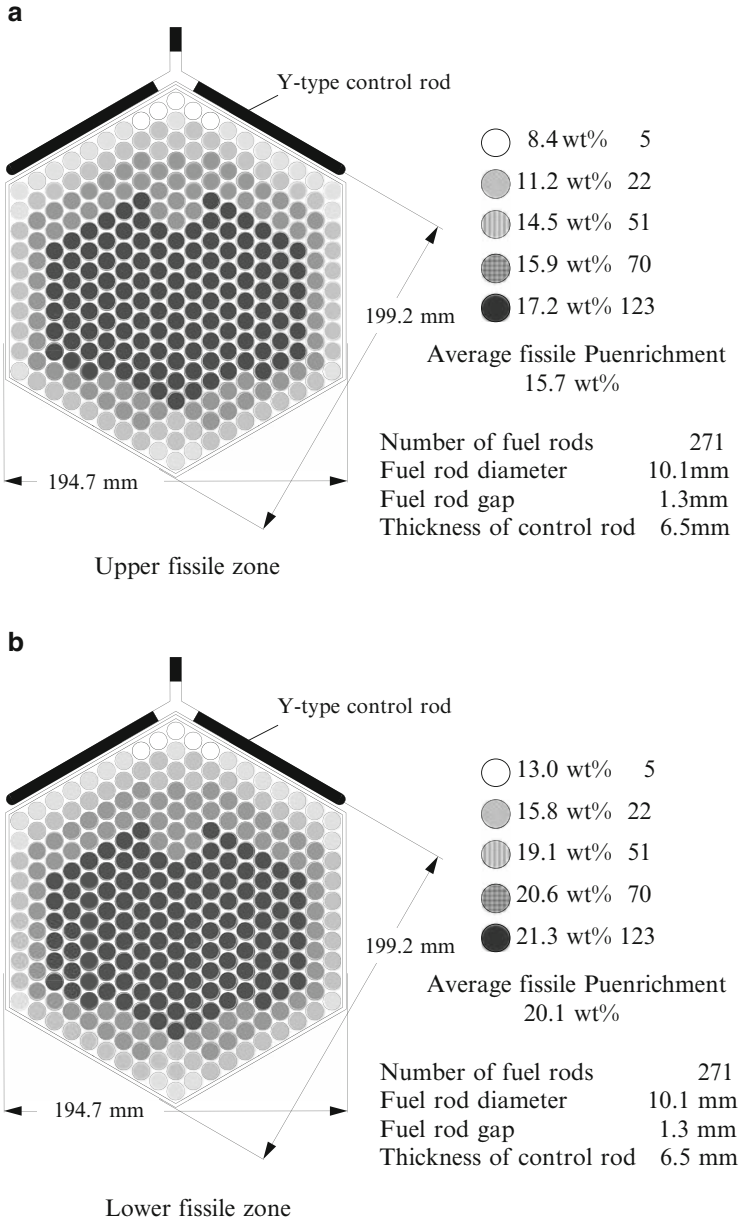 a
Y-type control rod
8.4 wt% 5
11.2 wt% 22
14.5 wt% 51
15.9 wt% 70
17.2 wt% 123
199.2 mm
Average fissile Puenrichment
15.7 wt%
Number of fuel rods 271
Fuel rod diameter 10.1mm
Fuel rod gap 1.3mm
Thickness of control rod 6.5mm
194.7 mm
Upper fissile zone
b
Y-type control rod
13.0 wt% 5
15.8 wt% 22
19.1 wt% 51
20.6 wt% 70
21.3 wt% 123
199.2 mm
Average fissile Puenrichment
20.1 wt%
Number of fuel rods 271
Fuel rod diameter 10.1 mm
Fuel rod gap 1.3 mm
Thickness of control rod 6.5 mm
194.7 mm
Lower fissile zone